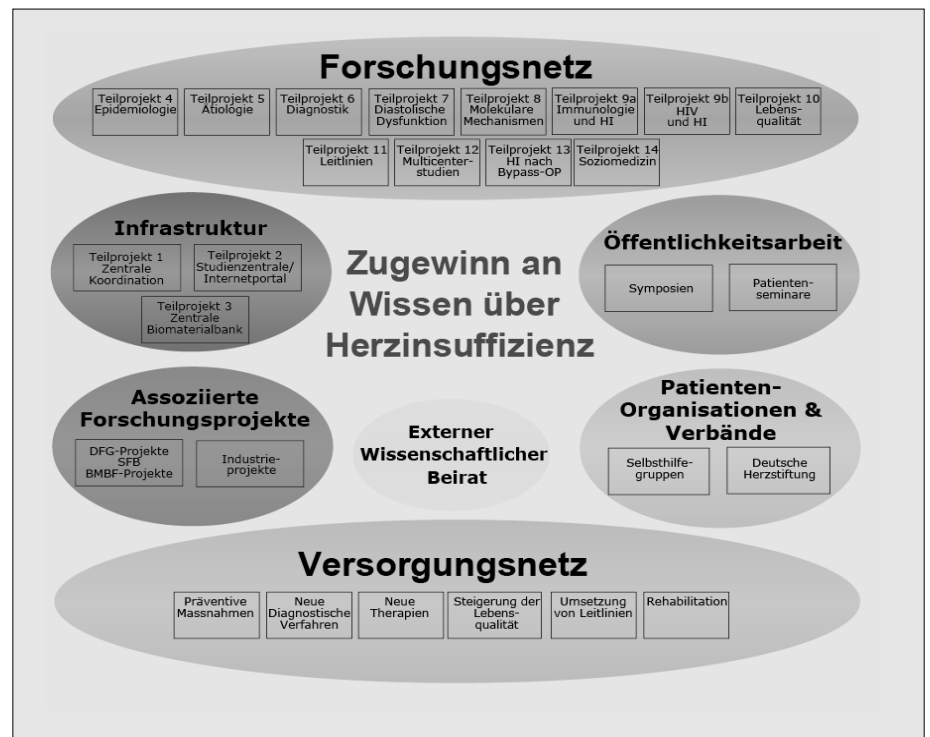 Forschungsnetz
Teilprojekt 4
Epidemiologie
Teilprojekt 5
Ätiologie
Teilprojekt 6
Diagnostik
Teilprojekt 7
Diastolische
Dysfunktion
Teilprojekt 8
Molekulare
Mechanismen
Teilprojekt 9a
Immunologie
und HI
Teilprojekt 9b
HIV
und HI
Teilprojekt 10
Lebens-
qualität
Teilprojekt 11
Leitlinien
Teilprojekt 12
Multicenter-
studien
Teilprojekt 13
HI nach
Bypass-OP
Teilprojekt 14
Soziomedizin
Infrastruktur
Teilprojekt 1
Zentrale
Koordination
Teilprojekt 2
Studienzentrale/
Internetportal
Teilprojekt 3
Zentrale
Biomaterialbank
Zugewinn an
Wissen über
Herzinsuffizienz
Öffentlichkeitsarbeit
Symposien
Patienten-
seminare
Assoziierte
Forschungsprojekte
DFG-Projekte
SFB
BMBF-Projekte
Industrie-
projekte
Externer
Wissenschaftlicher
Beirat
Patienten-
Organisationen &
Verbände
Selbsthilfe-
gruppen
Deutsche
Herzstiftung
Versorgungsnetz
Präventive
Massnahmen
Neue
Diagnostische
Verfahren
Neue
Therapien
Steigerung der
Lebens-
qualität
Umsetzung
von Leitlinien
Rehabilitation